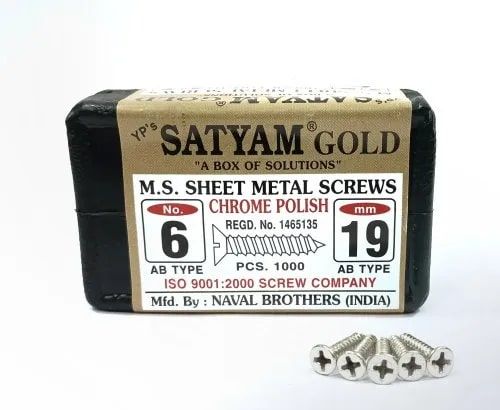 YP's SATYAM® GOLD
"A BOX OF SOLUTIONS"
M.S. SHEET METAL SCREWS
No.
6
AB TYPE
CHROME POLISH
REGD. No. 1465135
PCS. 1000
mm
19
AB TYPE
ISO 9001:2000 SCREW COMPANY
Mfd. By : NAVAL BROTHERS (INDIA)